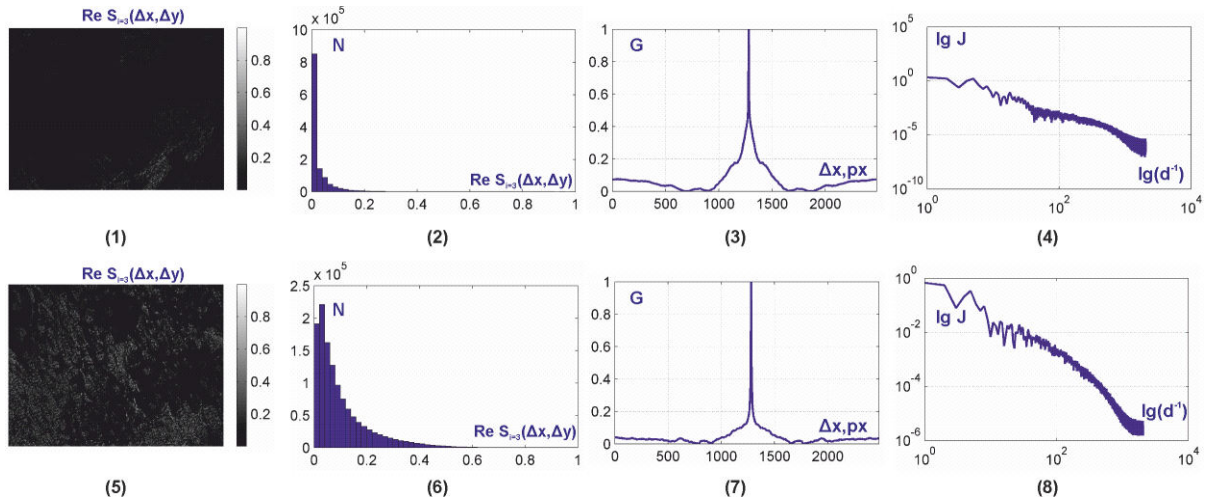 Re S_{i=3}(Δx,Δy)
0.8
0.6
0.4
0.2
(1)
x 10^5
N
10
8
6
4
2
0
0 0.2 0.4 0.6 0.8 1
Re S_{i=3}(Δx,Δy)
(2)
G
1
0.8
0.6
0.4
0.2
0
Δx,px
0 500 1000 1500 2000
(3)
lg J
10^5
10^0
10^-5
10^-10
lg(d^-1)
10^0 10^2 10^4
(4)
Re S_{i=3}(Δx,Δy)
0.8
0.6
0.4
0.2
(5)
x 10^5
N
2.5
2
1.5
1
0.5
0
Re S_{i=3}(Δx,Δy)
0 0.2 0.4 0.6 0.8 1
(6)
G
1
0.8
0.6
0.4
0.2
0
Δx,px
0 500 1000 1500 2000
(7)
lg J
10^0
10^-2
10^-4
10^-6
lg(d^-1)
10^0 10^2 10^4
(8)